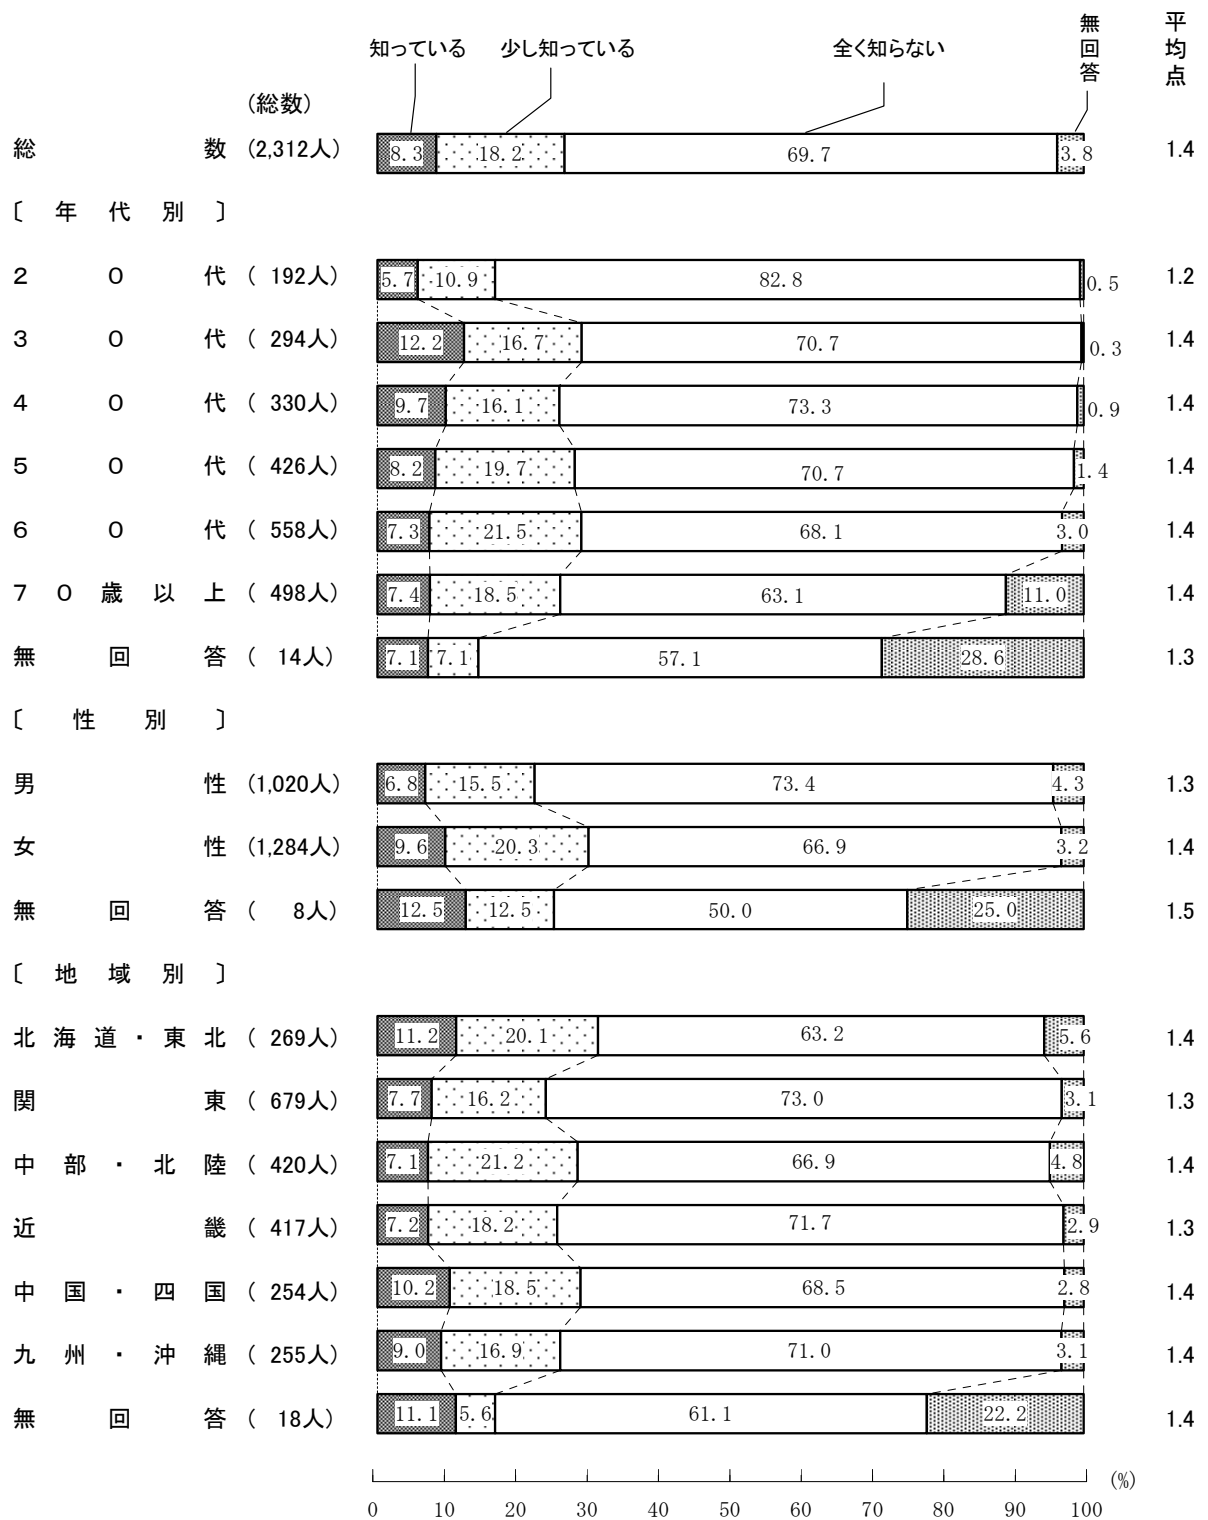 知っている 少し知っている 全く知らない 無回答 平均点
(総数)
総数 (2,312人) 8.3 18.2 69.7 3.8 1.4
〔年代別〕
２０代 ( 192人) 5.7 10.9 82.8 0.5 1.2
３０代 ( 294人) 12.2 16.7 70.7 0.3 1.4
４０代 ( 330人) 9.7 16.1 73.3 0.9 1.4
５０代 ( 426人) 8.2 19.7 70.7 1.4 1.4
６０代 ( 558人) 7.3 21.5 68.1 3.0 1.4
７０歳以上 ( 498人) 7.4 18.5 63.1 11.0 1.4
無回答 ( 14人) 7.1 7.1 57.1 28.6 1.3
〔性別〕
男性 (1,020人) 6.8 15.5 73.4 4.3 1.3
女性 (1,284人) 9.6 20.3 66.9 3.2 1.4
無回答 ( 8人) 12.5 12.5 50.0 25.0 1.5
〔地域別〕
北海道・東北 ( 269人) 11.2 20.1 63.2 5.6 1.4
関東 ( 679人) 7.7 16.2 73.0 3.1 1.3
中部・北陸 ( 420人) 7.1 21.2 66.9 4.8 1.4
近畿 ( 417人) 7.2 18.2 71.7 2.9 1.3
中国・四国 ( 254人) 10.2 18.5 68.5 2.8 1.4
九州・沖縄 ( 255人) 9.0 16.9 71.0 3.1 1.4
無回答 ( 18人) 11.1 5.6 61.1 22.2 1.4
(%)
0 10 20 30 40 50 60 70 80 90 100